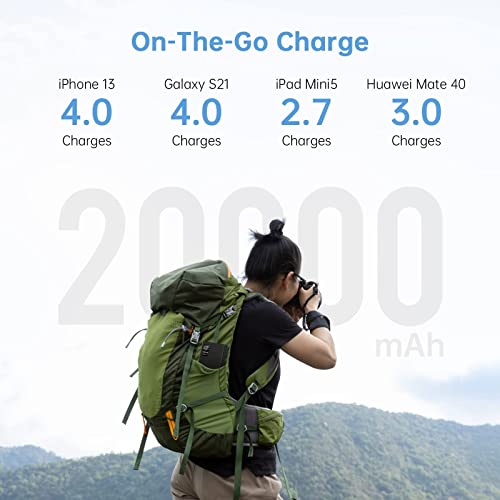 On-The-Go Charge
iPhone 13
4.0
Charges
Galaxy S21
4.0
Charges
iPad Mini5
2.7
Charges
Huawei Mate 40
3.0
Charges
20000
mAh